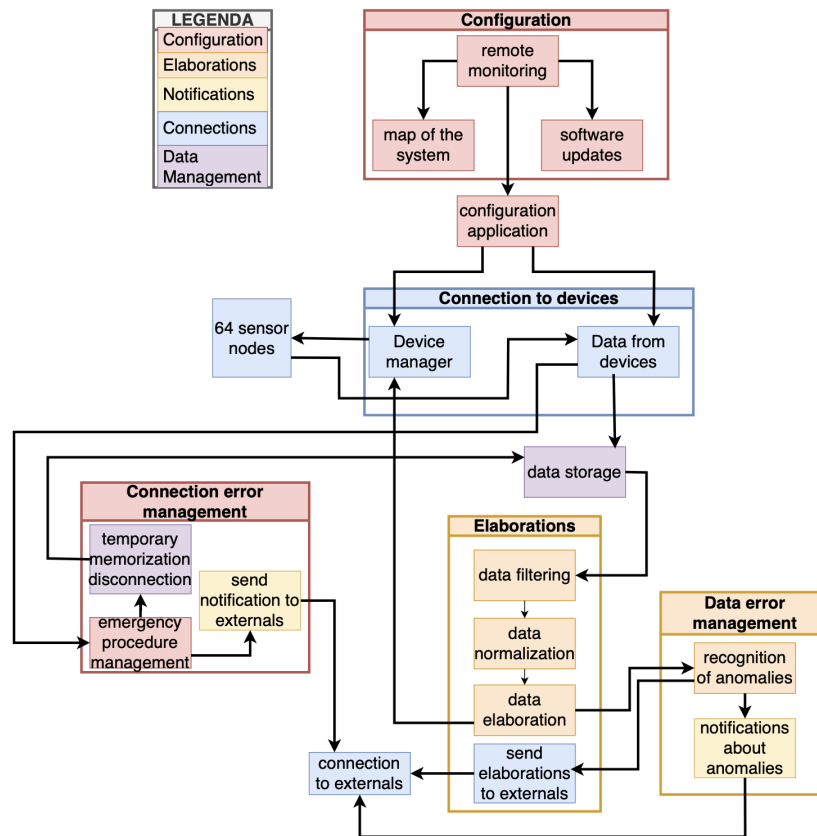 LEGENDA
Configuration
Elaborations
Notifications
Connections
Data
Management
Configuration
remote
monitoring
map of the
system
software
updates
configuration
application
Connection to devices
64 sensor
nodes
Device
manager
Data from
devices
data storage
Connection error
management
temporary
memorization
disconnection
send
notification to
externals
emergency
procedure
management
Elaborations
data filtering
data
normalization
data
elaboration
send
elaborations
to externals
Data error
management
recognition
of anomalies
notifications
about
anomalies
connection
to externals